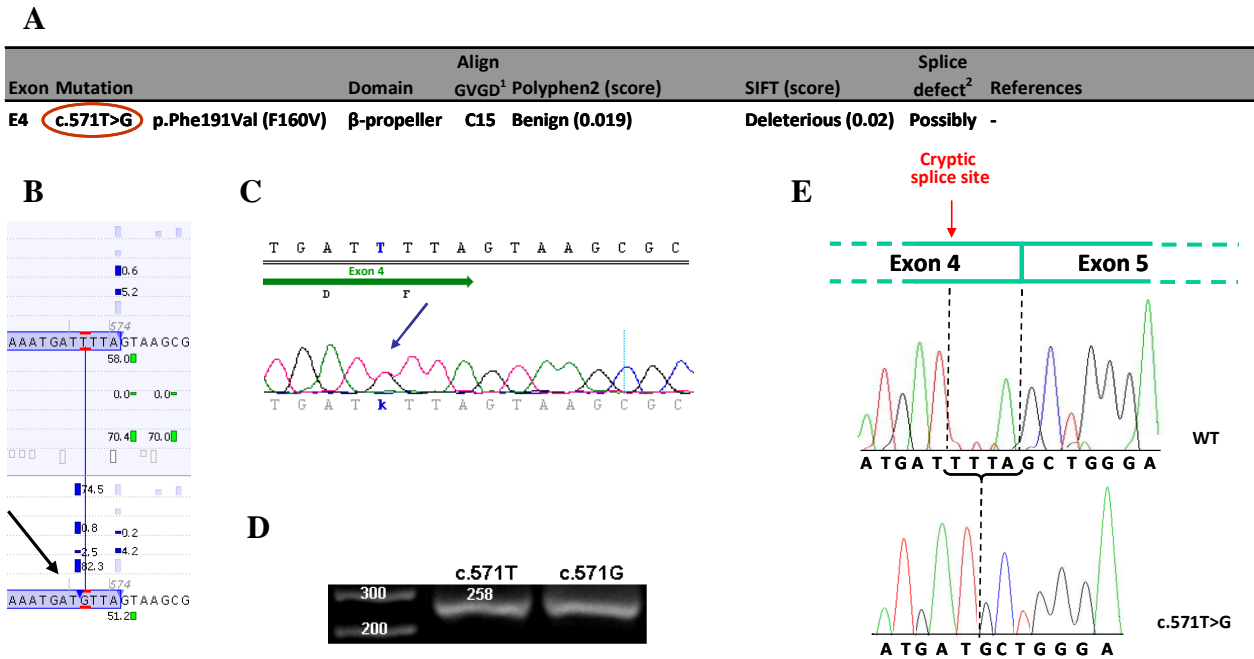 A
Align
Splice
Exon Mutation Domain GVGD1 Polyphen2 (score) SIFT (score) defect2 References
E4 c.571T>G p.Phe191Val (F160V) β-propeller C15 Benign (0.019) Deleterious (0.02) Possibly -
B
0.6
5.2
574
AAATGATTTTAGTAAGCG
58.0
0.0 0.0
70.4 70.0
74.5
0.8 0.2
2.5 4.2
82.3
574
AAATGATGTTAGTAAGCG
51.2
C
T G A T T T T A G T A A G C G C
Exon 4
D F
T G A T k T T A G T A A G C G C
D
c.571T c.571G
300 258
200
E
Cryptic
splice site
Exon 4 Exon 5
WT
A T G A T T T T A G C T G G G A
c.571T>G
A T G A T G C T G G G A